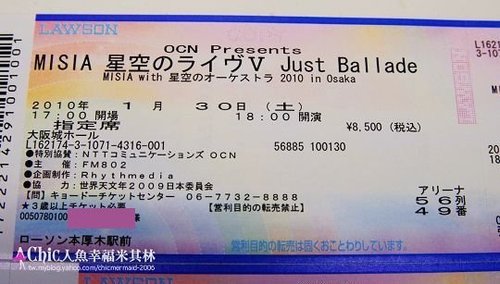 LAWSON
OCN Presents
MISIA 星空のライヴV Just Ballade
MISIA with 星空のオーケストラ 2010 in Osaka
2010年 1月 30日 (土)
17:00 開場 18:00 開演
指定席 ¥8,500 (税込)
大阪城ホール
L162174-3-1071-4316-001 56885 100130
●特別協賛:NTTコミュニケーションズ OCN
●主 催:FM802
●企画制作:Rhythmedia
●協 力:世界天文年2009日本委員会
【問】キョードーチケットセンター 06-7732-8888
★3歳以上チケット必要 【営利目的の転売禁止】
アリーナ
56列
49番
0050780100
ローソン本厚木駅前
営利目的の転売は固くおことわりしています。
Chic人魚幸福米其林
tw.myblog.yahoo.com/chicmermaid-2006